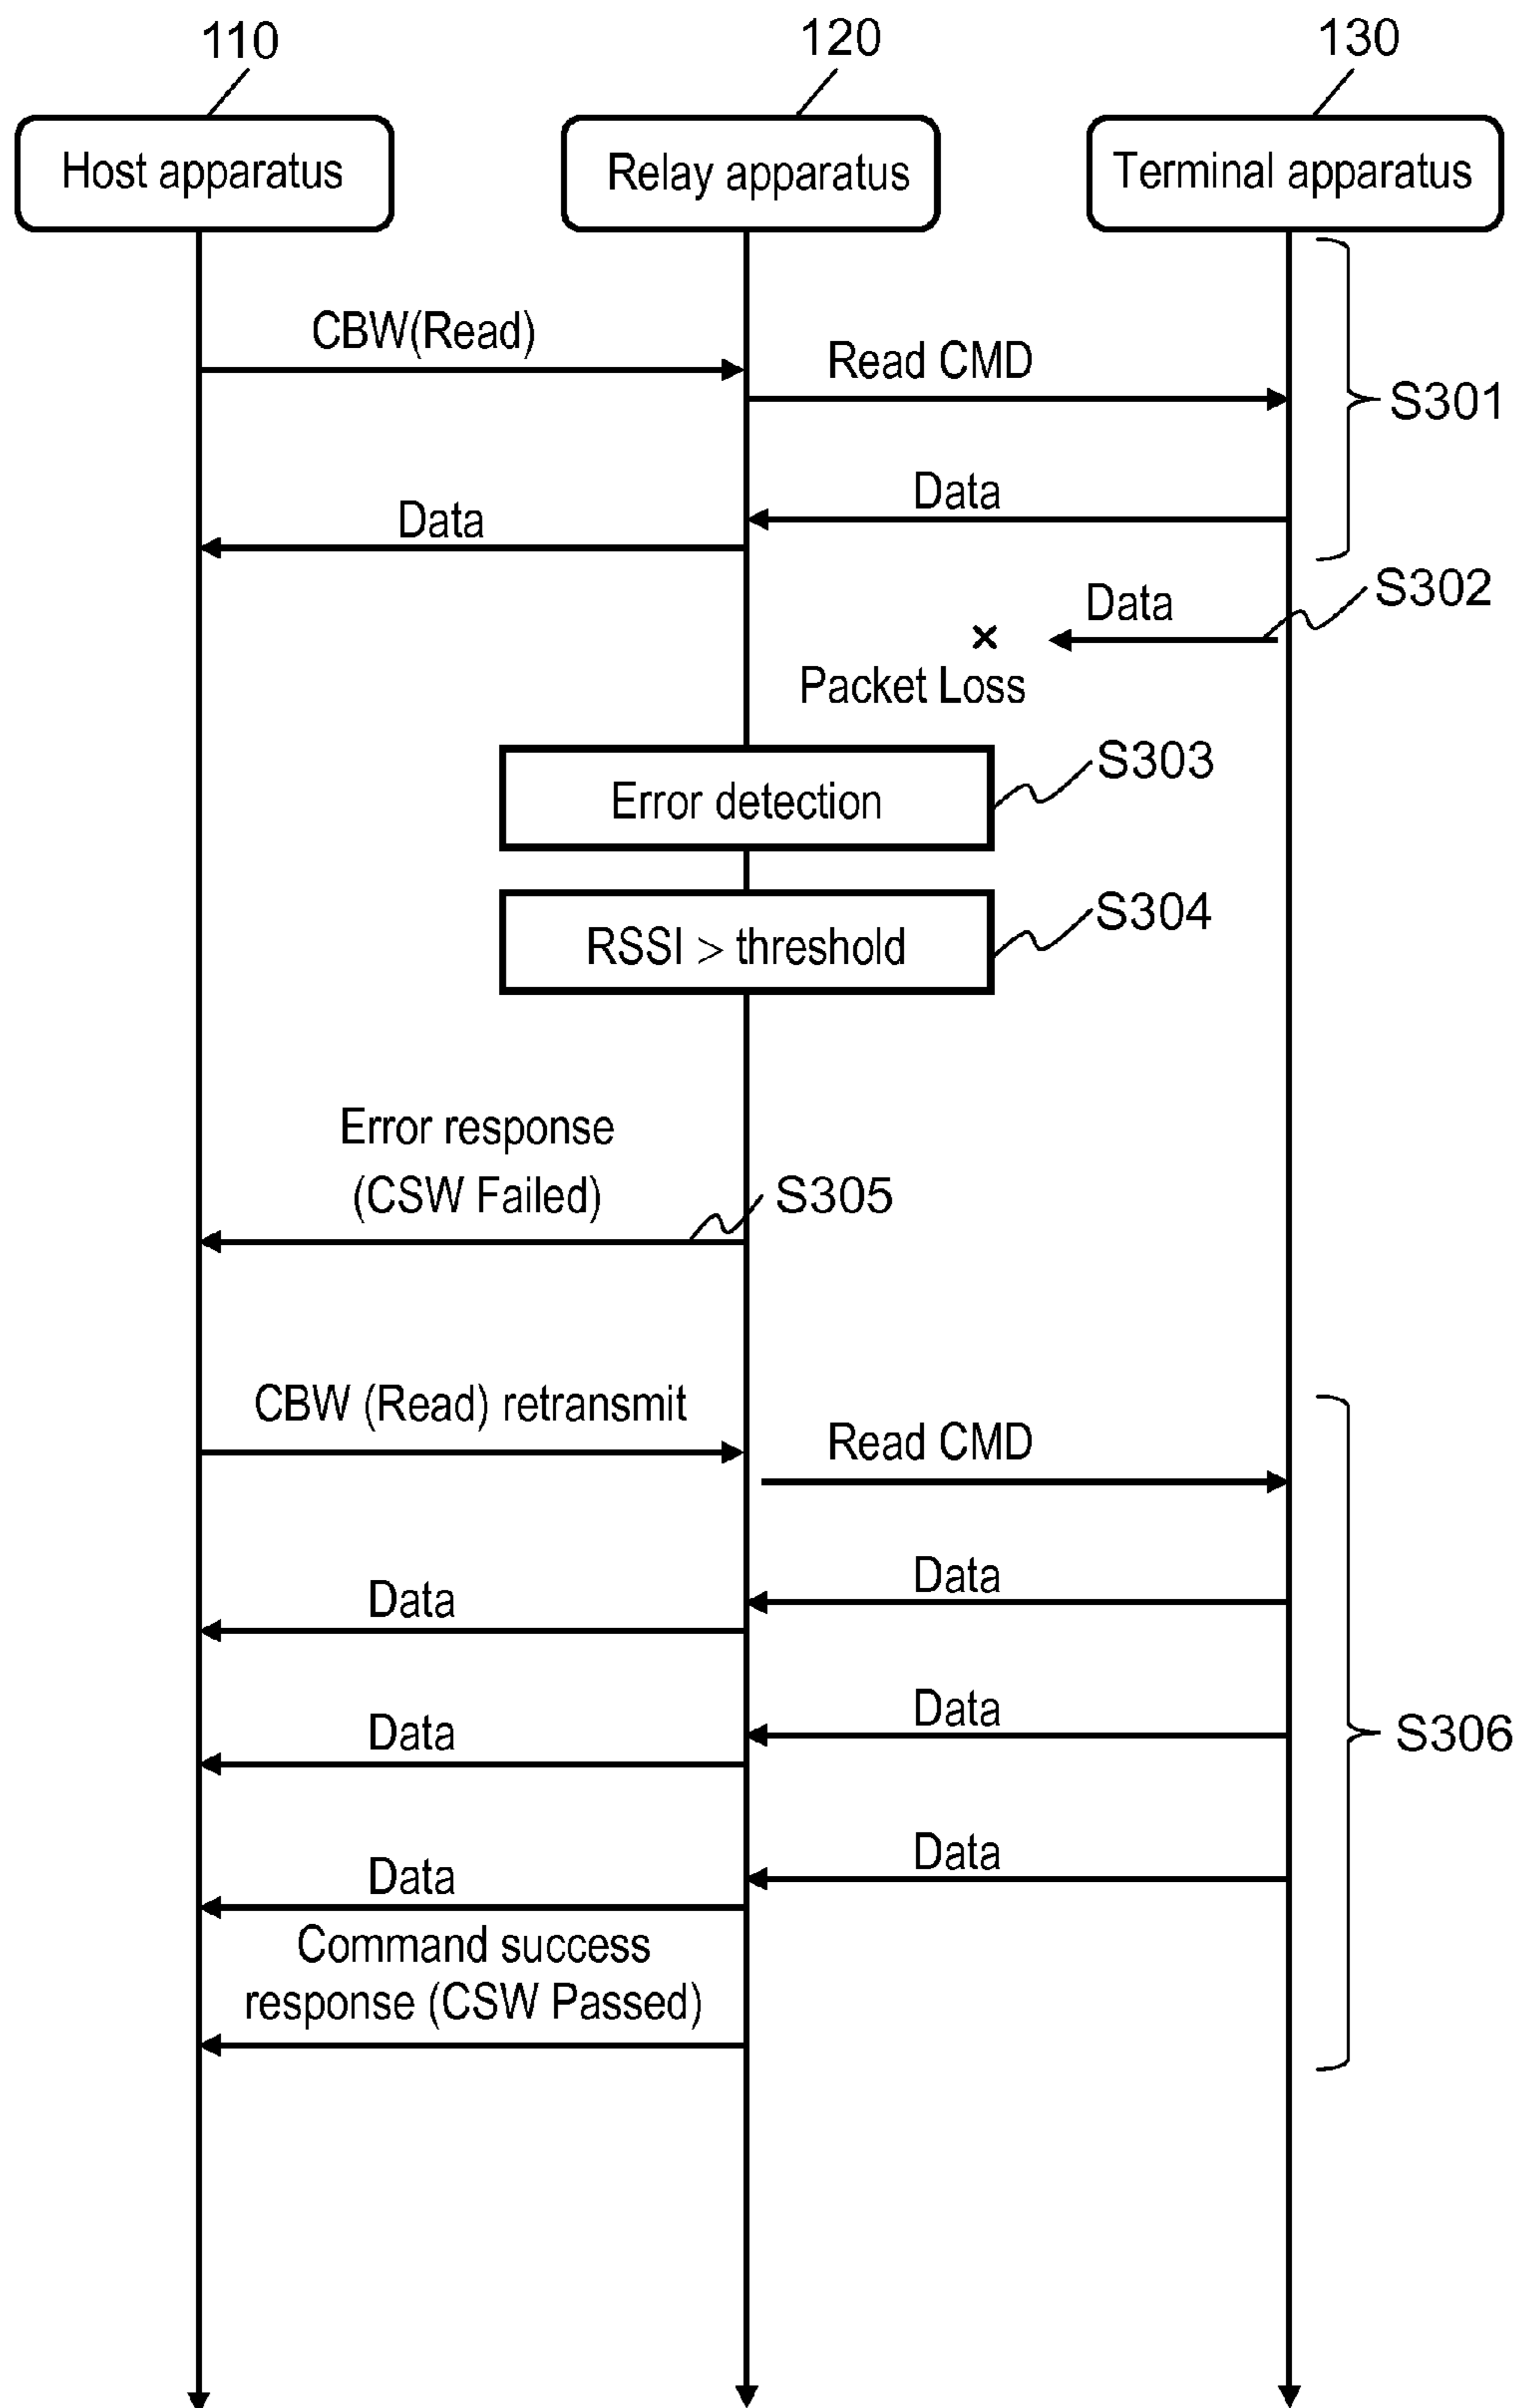 110
120
130
Host apparatus
Relay apparatus
Terminal apparatus
CBW(Read)
Read CMD
S301
Data
Data
S302
Data
×
Packet Loss
S303
Error detection
S304
RSSI > threshold
Error response
(CSW Failed)
S305
CBW (Read) retransmit
Read CMD
Data
Data
Data
Data
S306
Data
Data
Command success
response (CSW Passed)